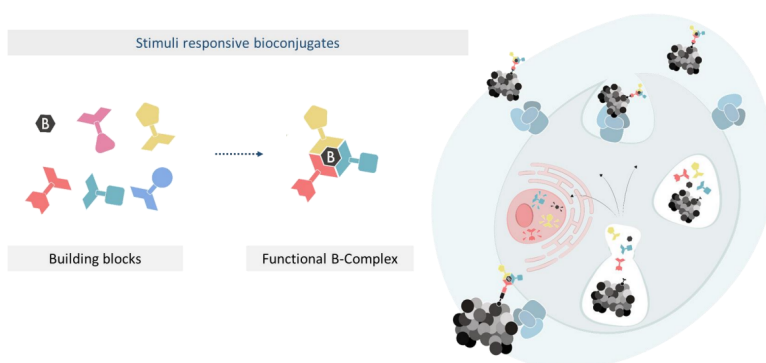 Stimuli responsive bioconjugates
B
B
Building blocks
Functional B-Complex